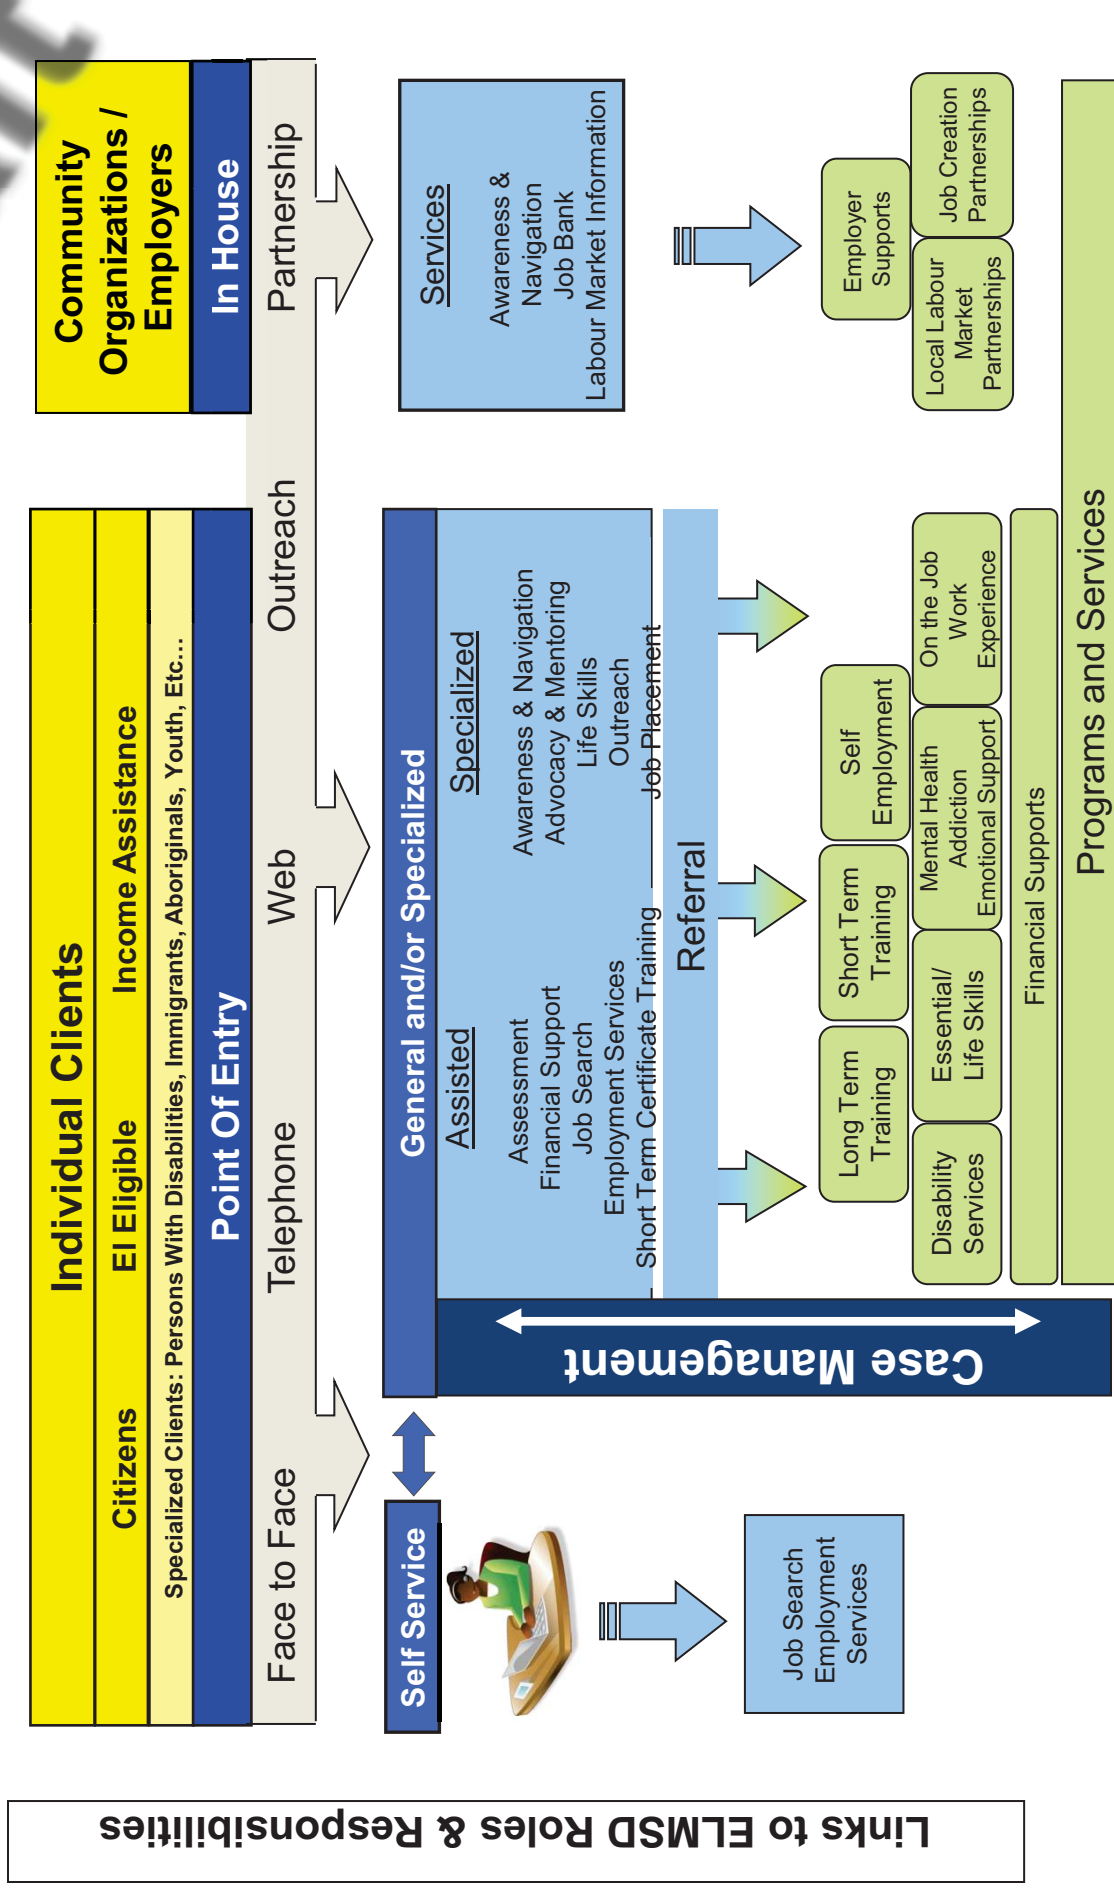 Links to ELMSD Roles & Responsibilities
Individual Clients
Citizens
EI Eligible
Income Assistance
Specialized Clients: Persons With Disabilities, Immigrants, Aboriginals, Youth, Etc…
Point Of Entry
Community
Organizations /
Employers
In House
Face to Face
Telephone
Web
Outreach
Partnership
Self Service
General and/or Specialized
Assisted
Assessment
Financial Support
Job Search
Employment Services
Short Term Certificate Training
Specialized
Awareness & Navigation
Advocacy & Mentoring
Life Skills
Outreach
Job Placement
Services
Awareness &
Navigation
Job Bank
Labour Market Information
Case Management
Referral
Job Search
Employment
Services
Long Term
Training
Short Term
Training
Self
Employment
Employer
Supports
Disability
Services
Essential/
Life Skills
Mental Health
Addiction
Emotional Support
On the Job
Work
Experience
Local Labour
Market
Partnerships
Job Creation
Partnerships
Financial Supports
Programs and Services